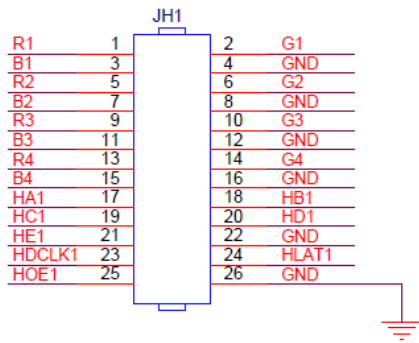 JH1
R1 1 2 G1
B1 3 4 GND
R2 5 6 G2
B2 7 8 GND
R3 9 10 G3
B3 11 12 GND
R4 13 14 G4
B4 15 16 GND
HA1 17 18 HB1
HC1 19 20 HD1
HE1 21 22 GND
HDCLK1 23 24 HLAT1
HOE1 25 26 GND